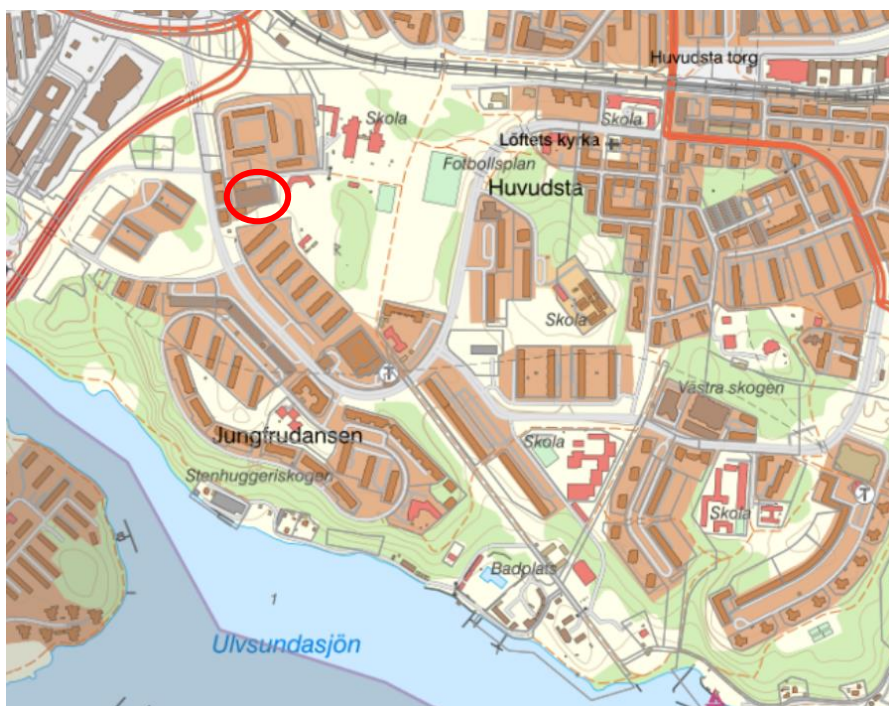 Huvudsta torg
Skola
Skola
Löftets kyrka
Fotbollsplan
Huvudsta
Skola
Västra skogen
Jungfrudansen
Skola
Stenhuggeriskogen
Skola
Badplats
1
Ulvsundasjön